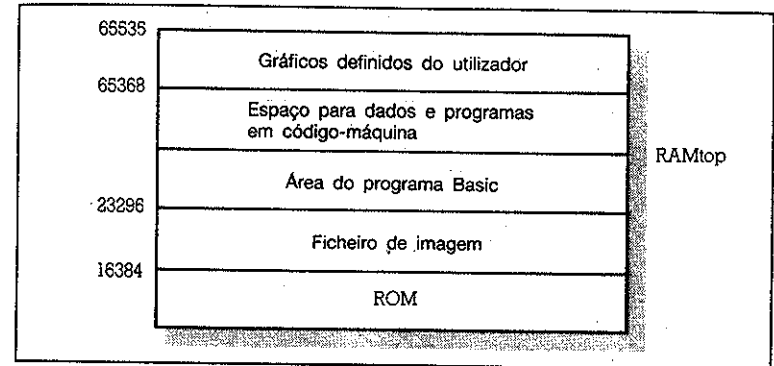 65535
Gráficos definidos do utilizador
65368
Espaço para dados e programas
em código-máquina
RAMtop
Área do programa Basic
23296
Ficheiro de imagem
16384
ROM